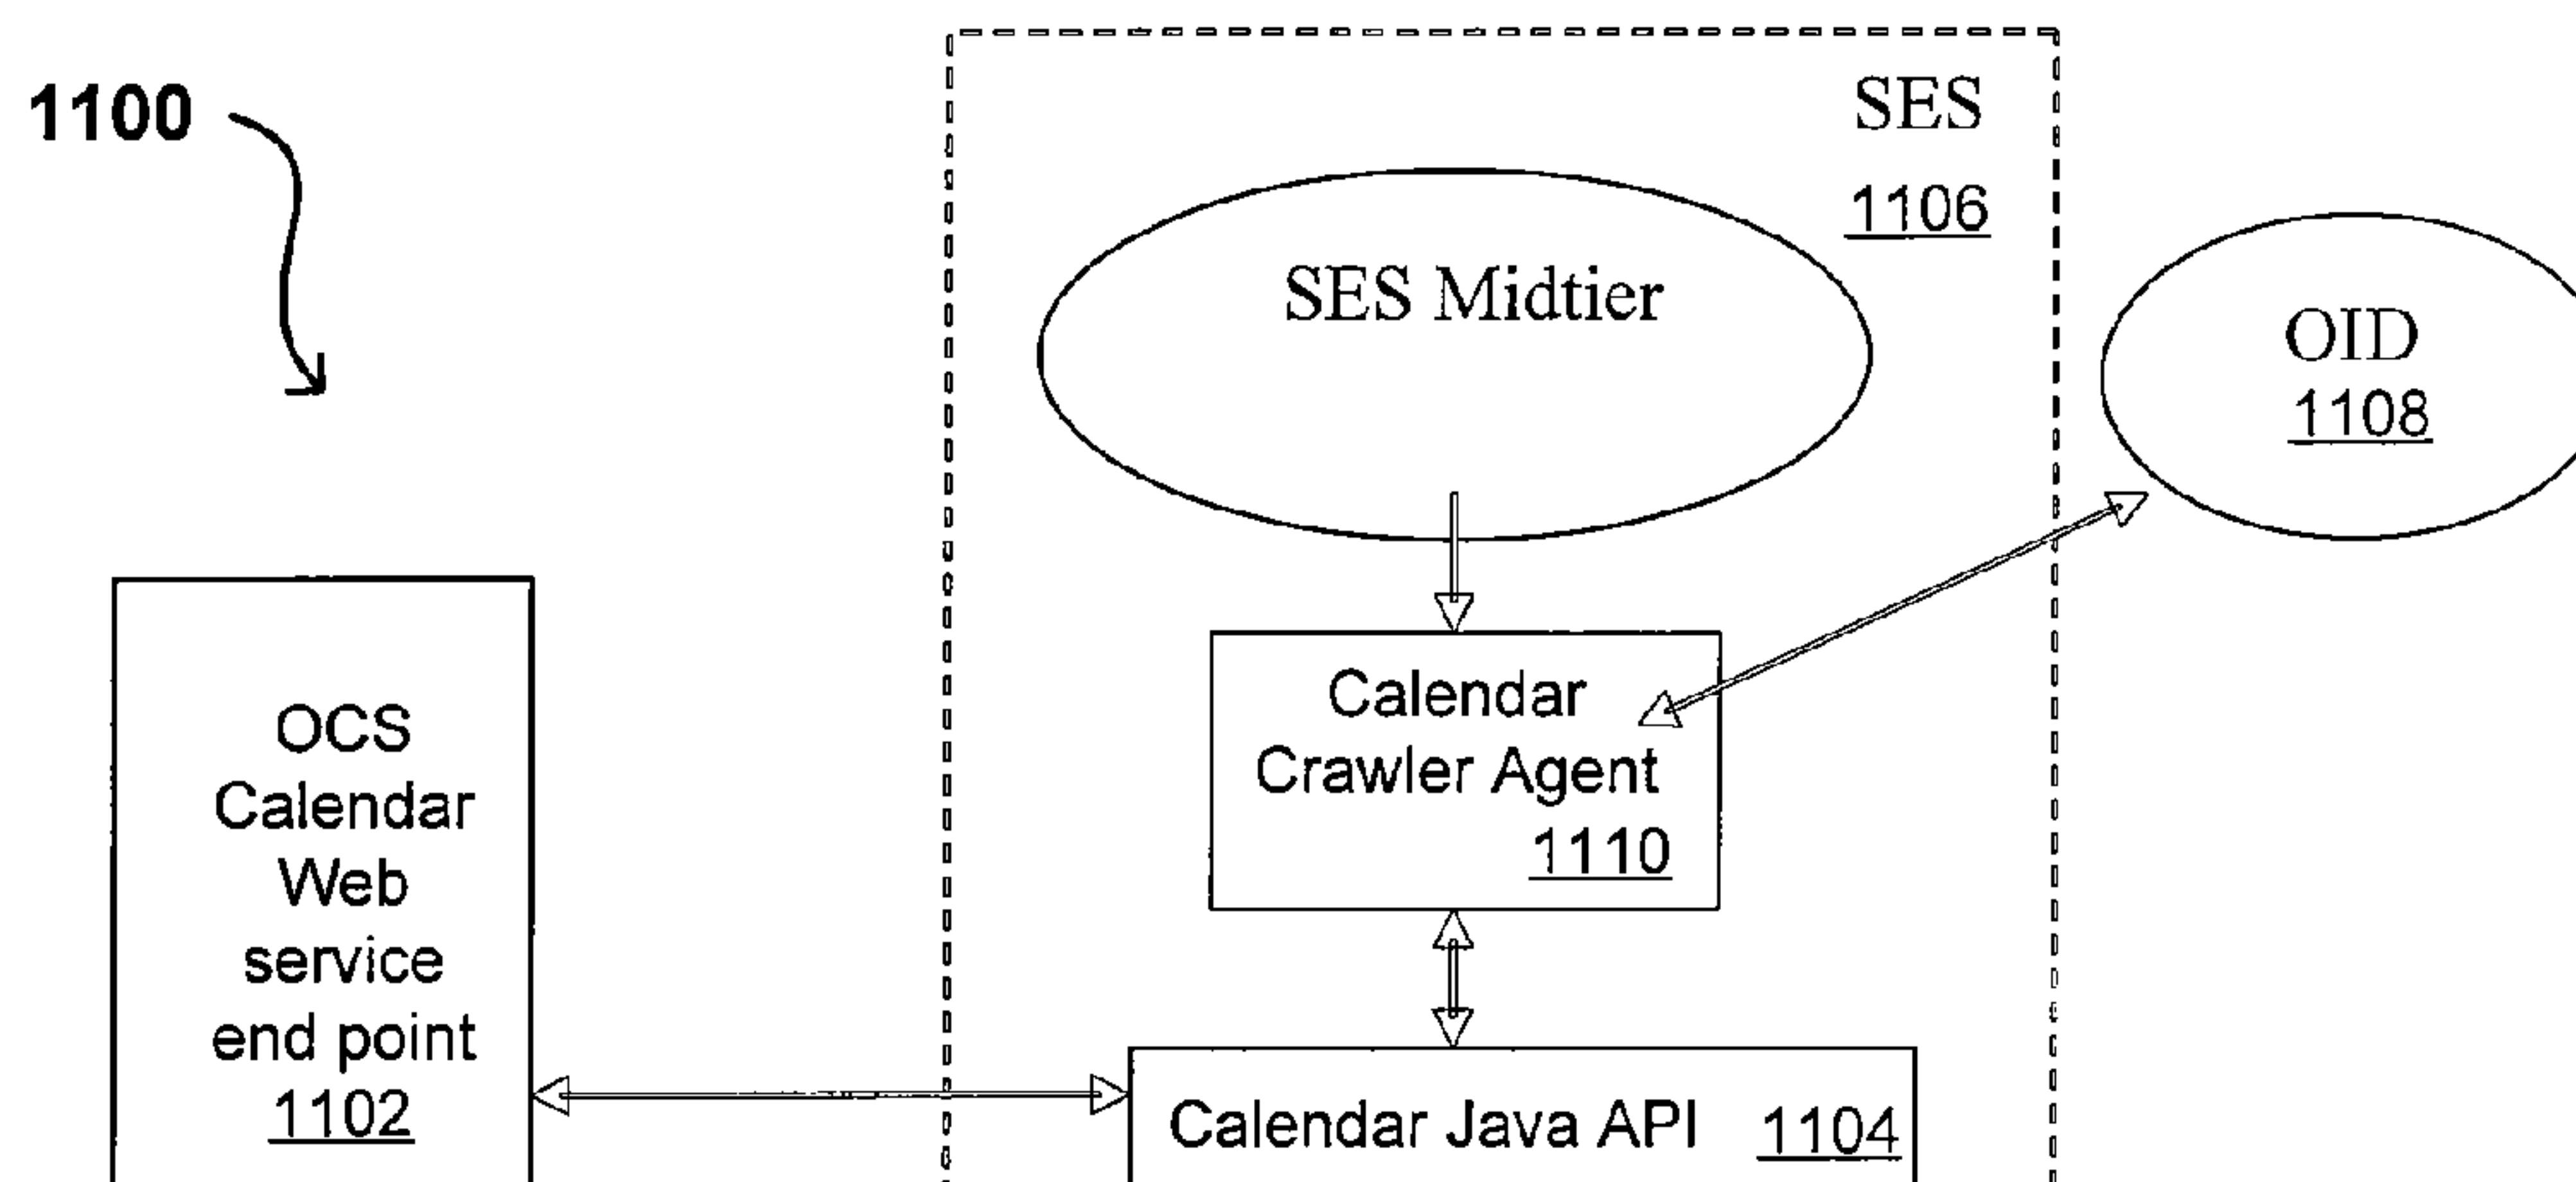 1100
SES
1106
SES Midtier
OID
1108
Calendar
Crawler Agent
1110
OCS
Calendar
Web
service
end point
1102
Calendar Java API 1104